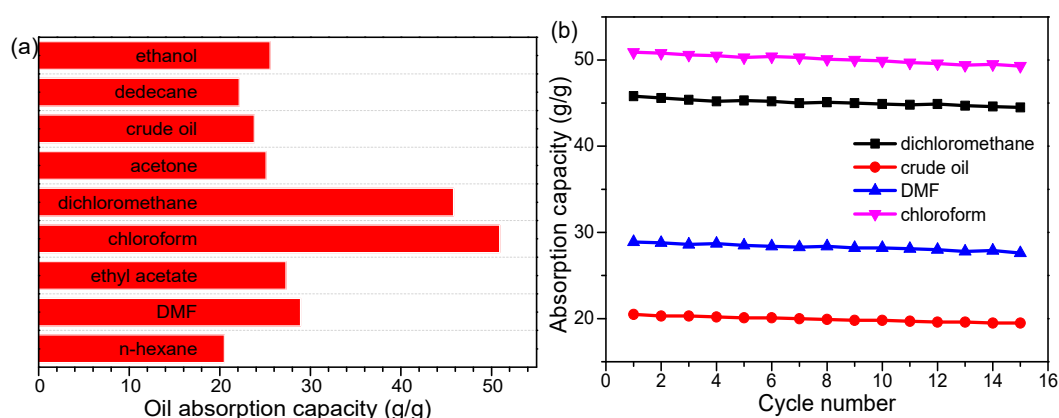 (a)
ethanol
dedecane
crude oil
acetone
dichloromethane
chloroform
ethyl acetate
DMF
n-hexane
0 10 20 30 40 50
Oil absorption capacity (g/g)
(b)
Absorption capacity (g/g)
50
40
30
20
dichloromethane
crude oil
DMF
chloroform
0 2 4 6 8 10 12 14 16
Cycle number